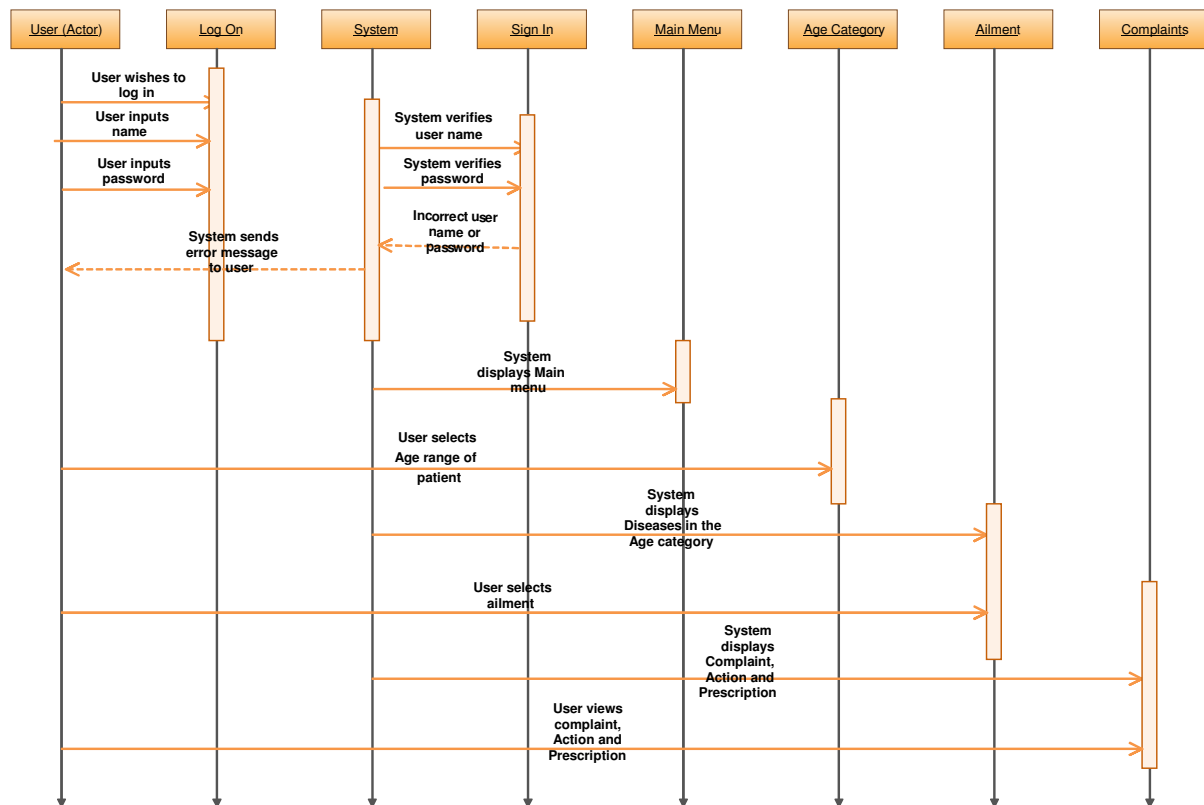 User (Actor)
Log On
System
Sign In
Main Menu
Age Category
Ailment
Complaints
User wishes to
log in
User inputs
name
System verifies
user name
User inputs
password
System verifies
password
Incorrect user
name or
password
System sends
error message
to user
System
displays Main
menu
User selects
Age range of
patient
System
displays
Diseases in the
Age category
User selects
ailment
System
displays
Complaint,
Action and
Prescription
User views
complaint,
Action and
Prescription